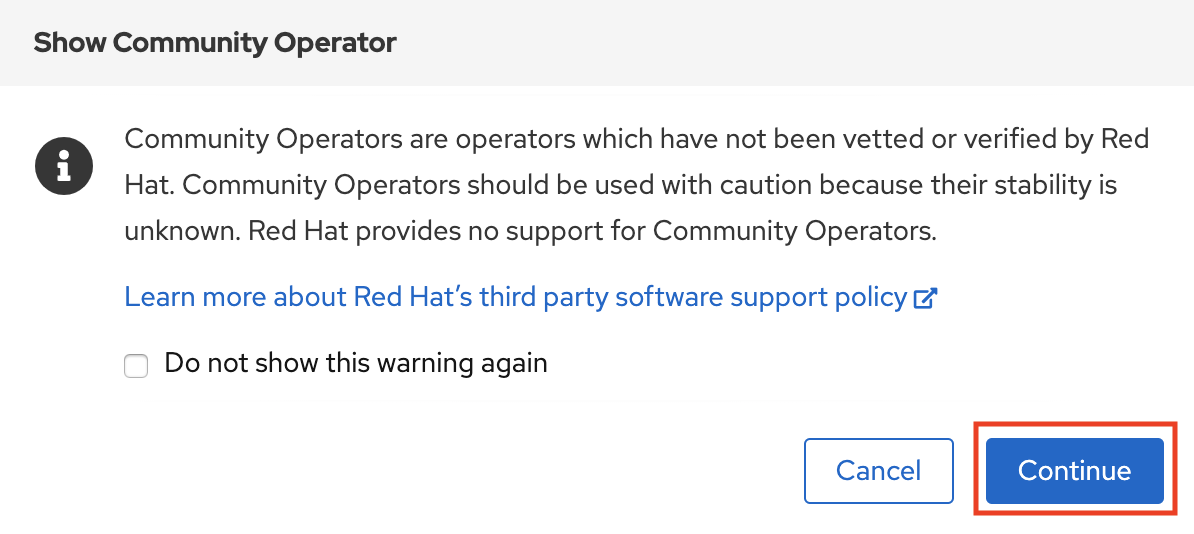 Show Community Operator
Community Operators are operators which have not been vetted or verified by Red
Hat. Community Operators should be used with caution because their stability is
unknown. Red Hat provides no support for Community Operators.
Learn more about Red Hat’s third party software support policy
Do not show this warning again
Cancel
Continue